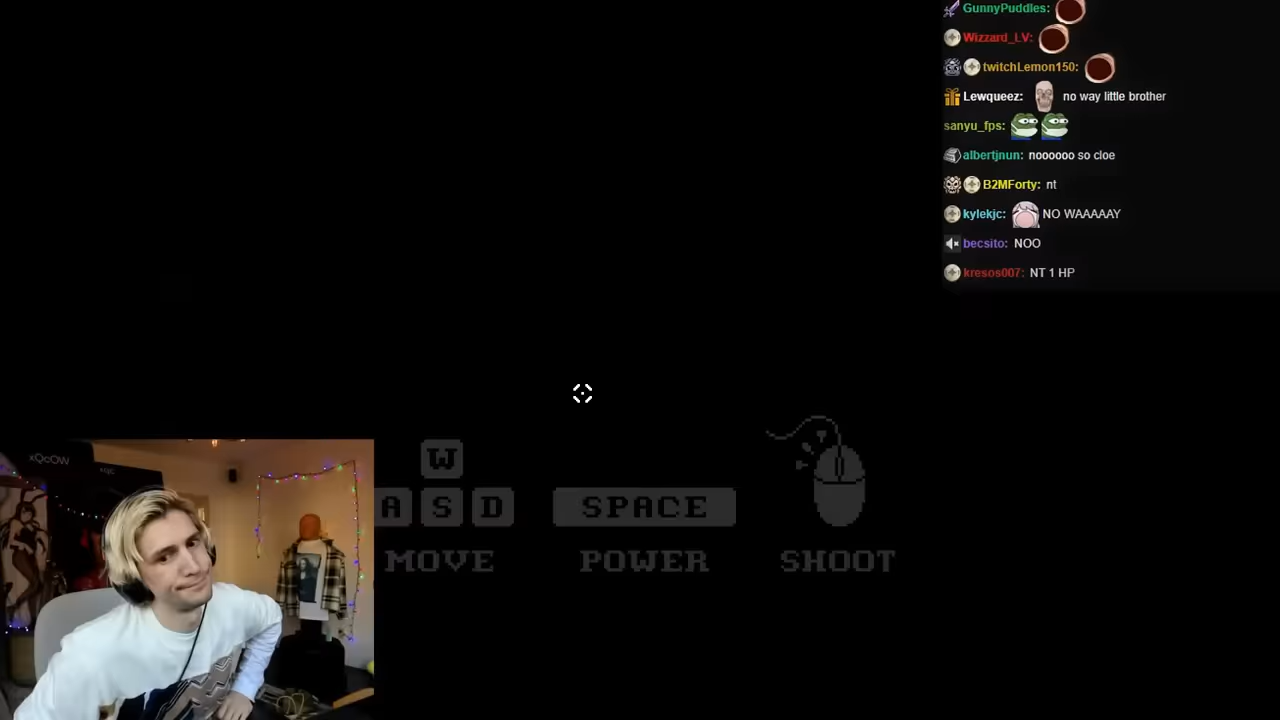 GunnyPuddles:
Wizzard_LV:
twitchLemon150:
Lewqueez: no way little brother
sanyu_fps:
albertjnun: noooooo so cloe
B2MForty: nt
kylekjc: NO WAAAAAY
becsito: NOO
kresos007: NT 1 HP
W
A S D SPACE
MOVE POWER SHOOT
xQcOW